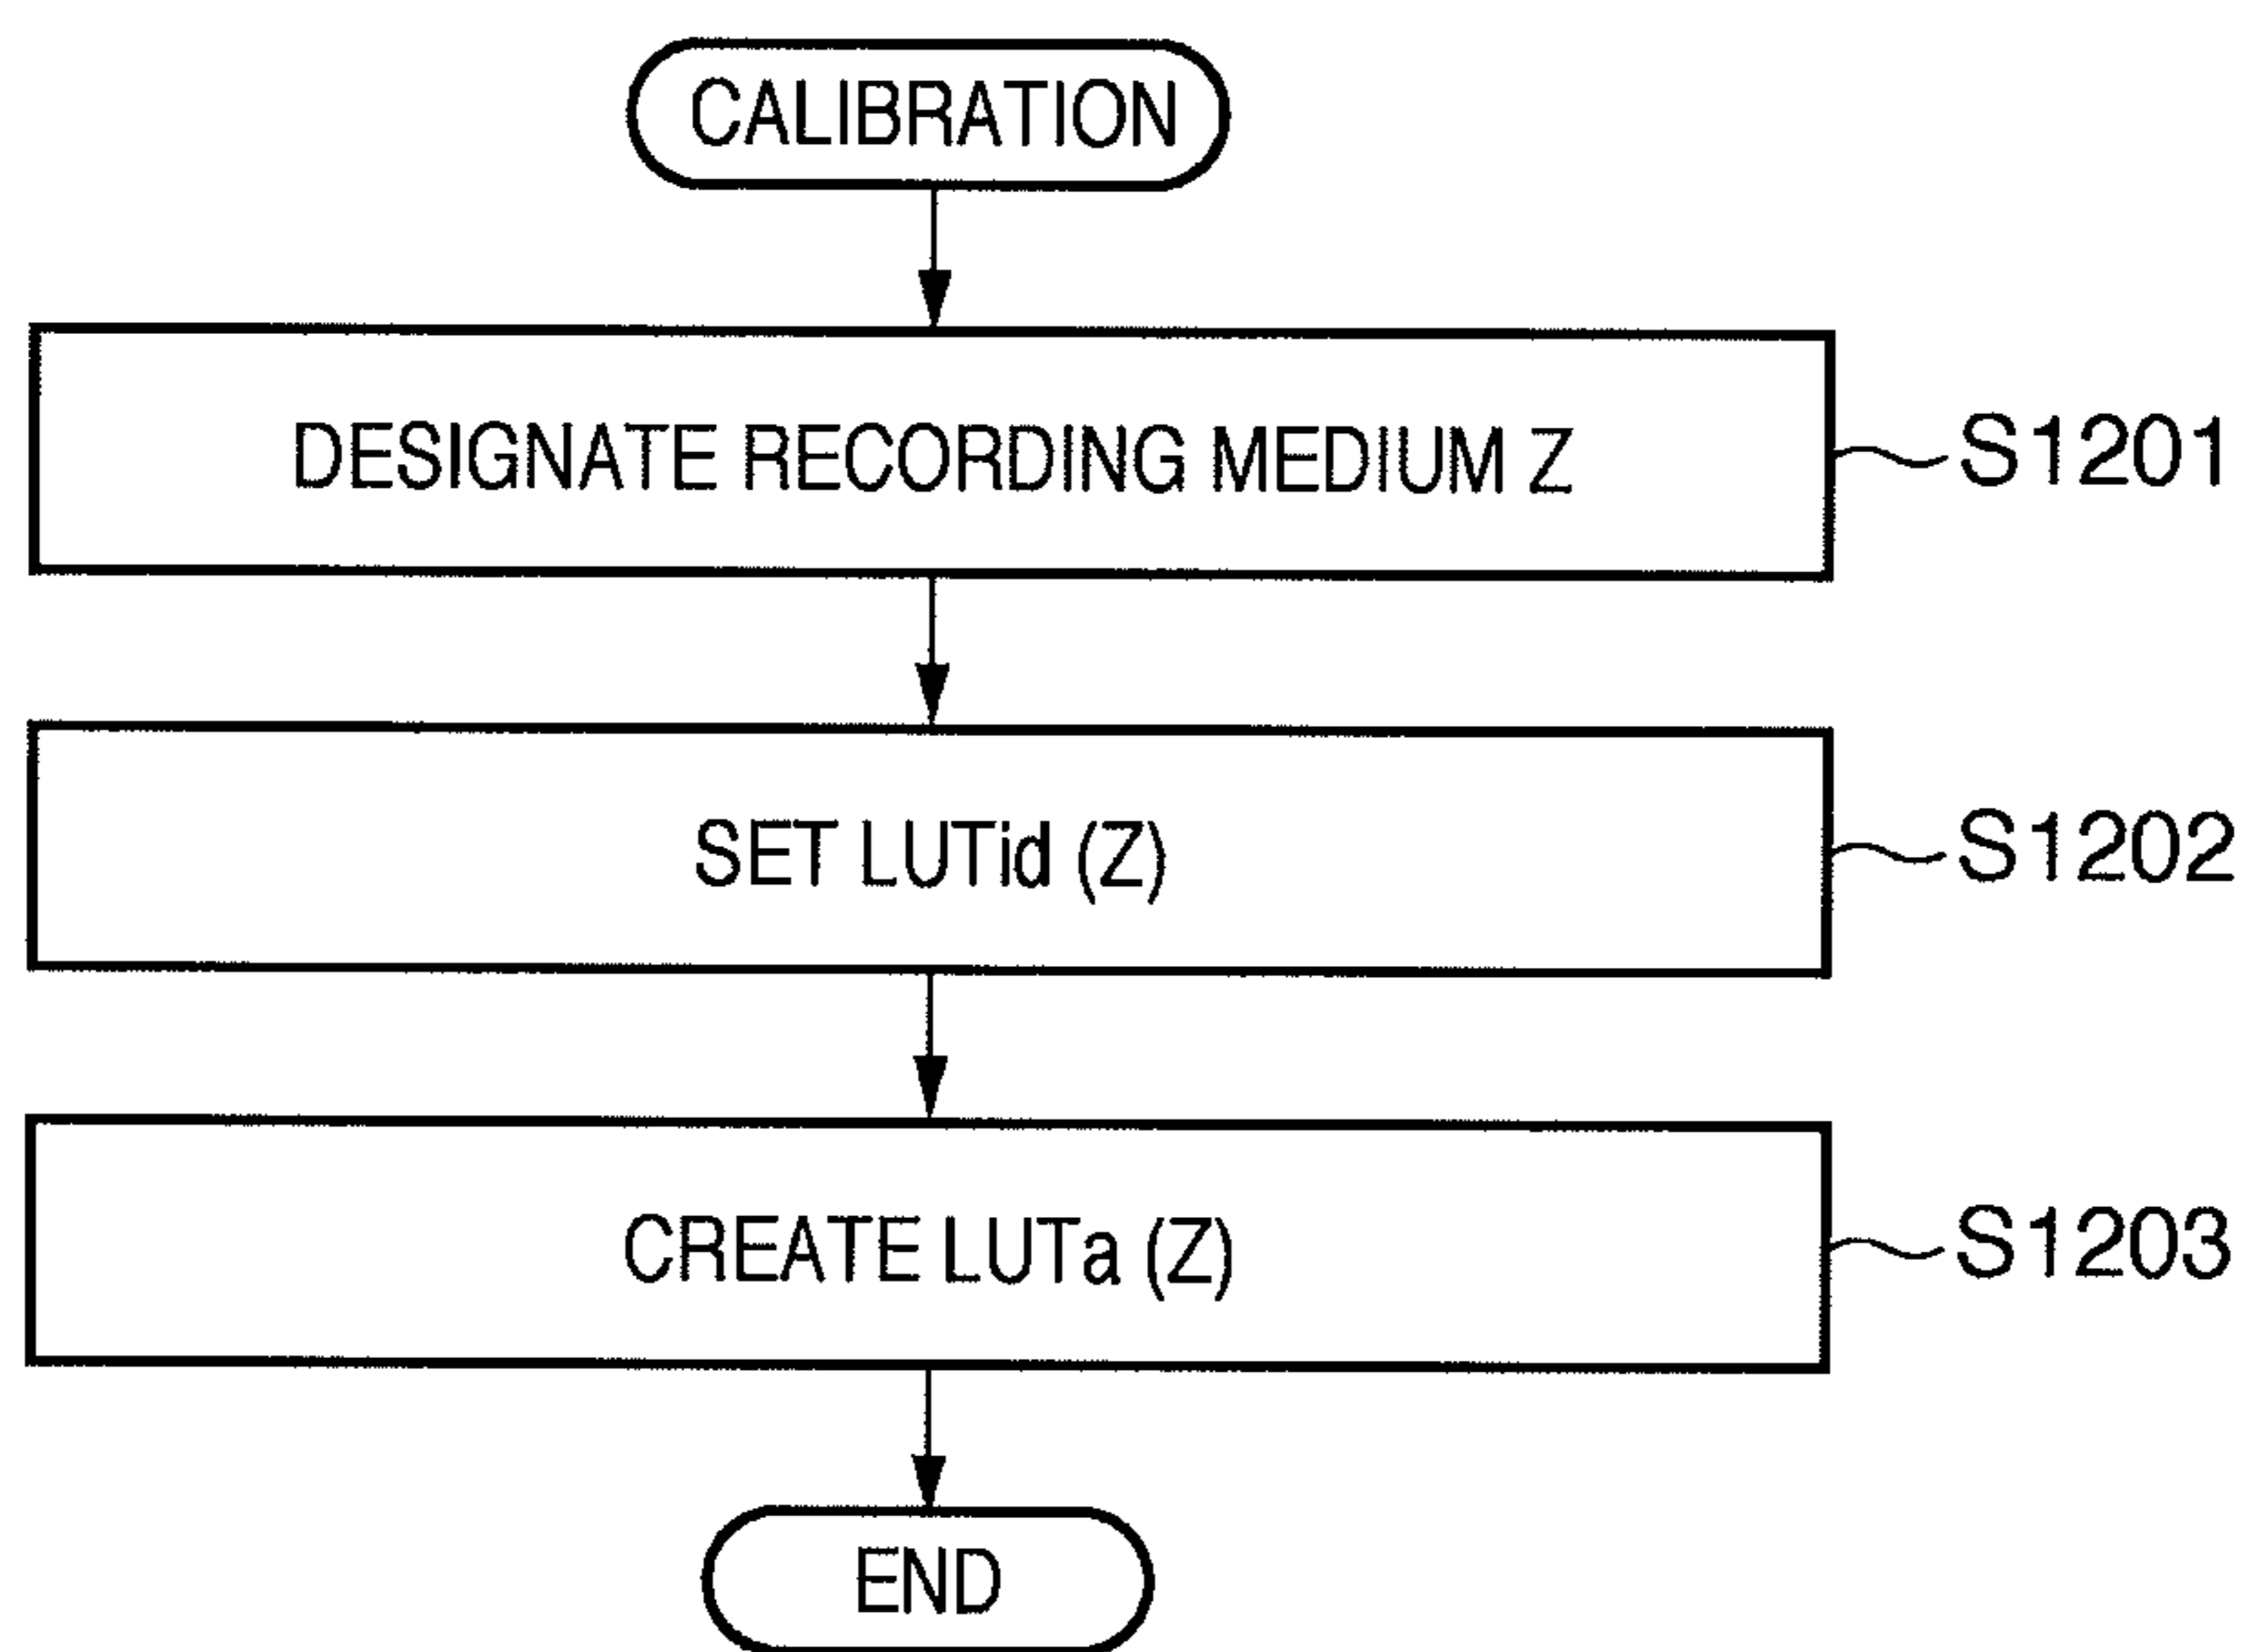 CALIBRATION
DESIGNATE RECORDING MEDIUM Z
S1201
SET LUTid (Z)
S1202
CREATE LUTa (Z)
S1203
END